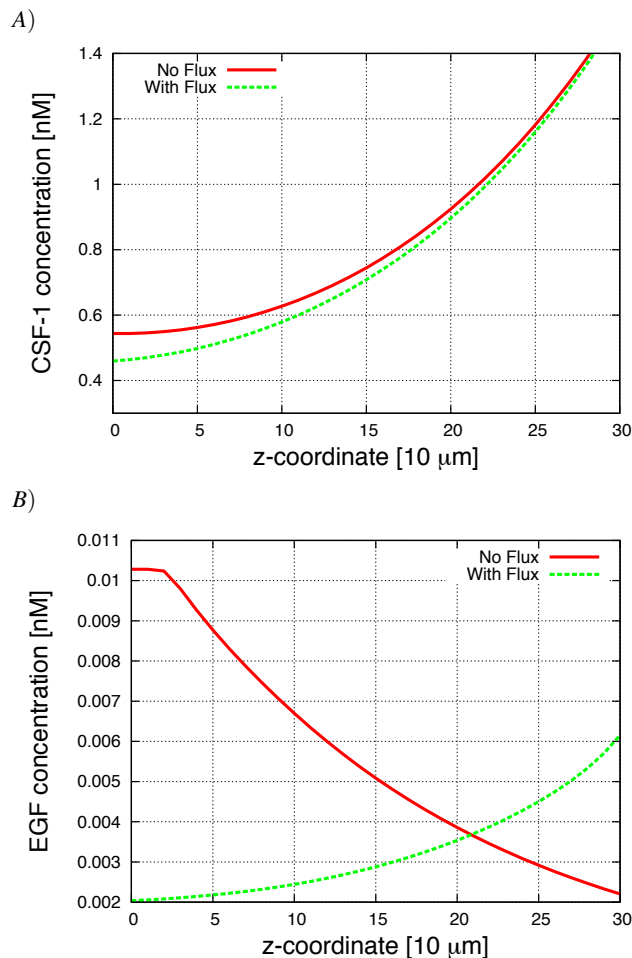 A)
1.4
1.2
1
0.8
0.6
0.4
CSF-1 concentration [nM]
No Flux
With Flux
0 5 10 15 20 25 30
z-coordinate [10 μm]
B)
0.011
0.01
0.009
0.008
0.007
0.006
0.005
0.004
0.003
0.002
EGF concentration [nM]
No Flux
With Flux
0 5 10 15 20 25 30
z-coordinate [10 μm]